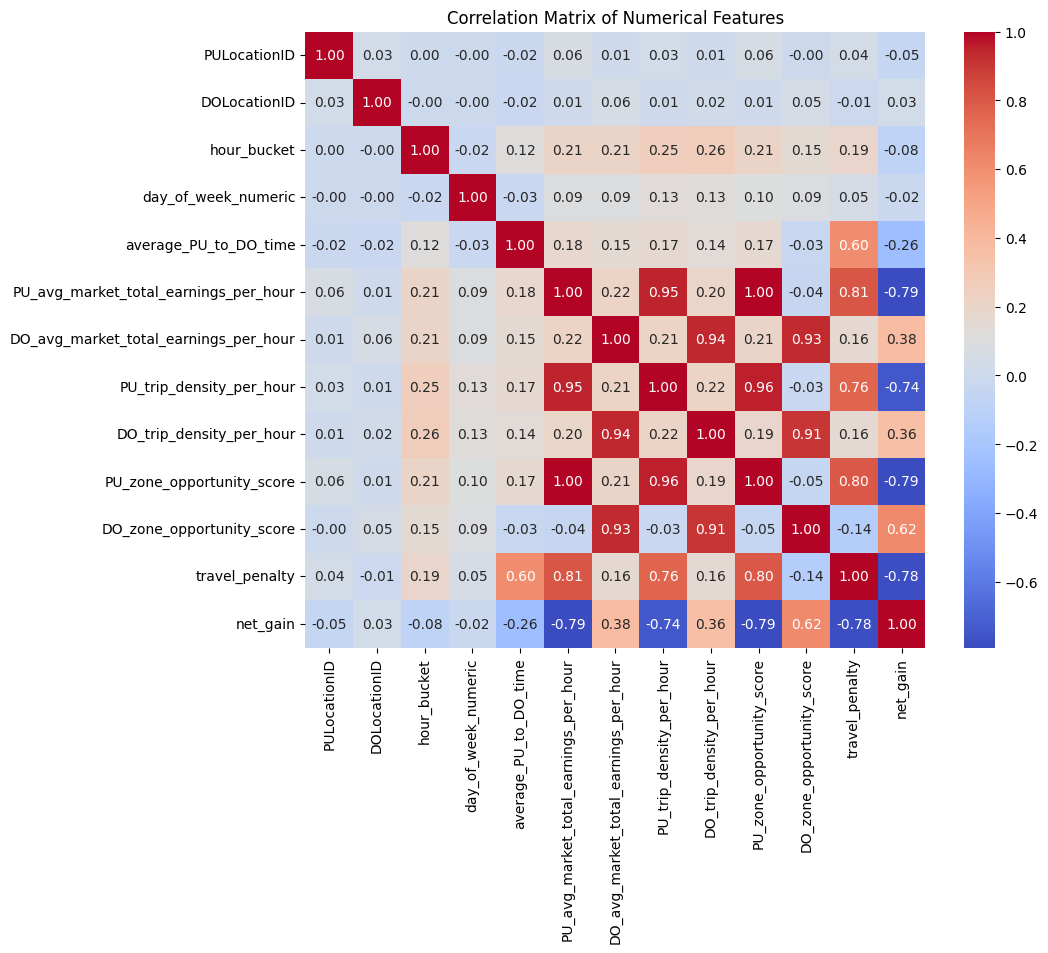 Correlation Matrix of Numerical Features
PULocationID 1.00 0.03 0.00 -0.00 -0.02 0.06 0.01 0.03 0.01 0.06 -0.00 0.04 -0.05
DOLocationID 0.03 1.00 -0.00 -0.00 -0.02 0.01 0.06 0.01 0.02 0.01 0.05 -0.01 0.03
hour_bucket 0.00 -0.00 1.00 -0.02 0.12 0.21 0.21 0.25 0.26 0.21 0.15 0.19 -0.08
day_of_week_numeric -0.00 -0.00 -0.02 1.00 -0.03 0.09 0.09 0.13 0.13 0.10 0.09 0.05 -0.02
average_PU_to_DO_time -0.02 -0.02 0.12 -0.03 1.00 0.18 0.15 0.17 0.14 0.17 -0.03 0.60 -0.26
PU_avg_market_total_earnings_per_hour 0.06 0.01 0.21 0.09 0.18 1.00 0.22 0.95 0.20 1.00 -0.04 0.81 -0.79
DO_avg_market_total_earnings_per_hour 0.01 0.06 0.21 0.09 0.15 0.22 1.00 0.21 0.94 0.21 0.93 0.16 0.38
PU_trip_density_per_hour 0.03 0.01 0.25 0.13 0.17 0.95 0.21 1.00 0.22 0.96 -0.03 0.76 -0.74
DO_trip_density_per_hour 0.01 0.02 0.26 0.13 0.14 0.20 0.94 0.22 1.00 0.19 0.91 0.16 0.36
PU_zone_opportunity_score 0.06 0.01 0.21 0.10 0.17 1.00 0.21 0.96 0.19 1.00 -0.05 0.80 -0.79
DO_zone_opportunity_score -0.00 0.05 0.15 0.09 -0.03 -0.04 0.93 -0.03 0.91 -0.05 1.00 -0.14 0.62
travel_penalty 0.04 -0.01 0.19 0.05 0.60 0.81 0.16 0.76 0.16 0.80 -0.14 1.00 -0.78
net_gain -0.05 0.03 -0.08 -0.02 -0.26 -0.79 0.38 -0.74 0.36 -0.79 0.62 -0.78 1.00
PULocationID
DOLocationID
hour_bucket
day_of_week_numeric
average_PU_to_DO_time
PU_avg_market_total_earnings_per_hour
DO_avg_market_total_earnings_per_hour
PU_trip_density_per_hour
DO_trip_density_per_hour
PU_zone_opportunity_score
DO_zone_opportunity_score
travel_penalty
net_gain
1.0
0.8
0.6
0.4
0.2
0.0
−0.2
−0.4
−0.6